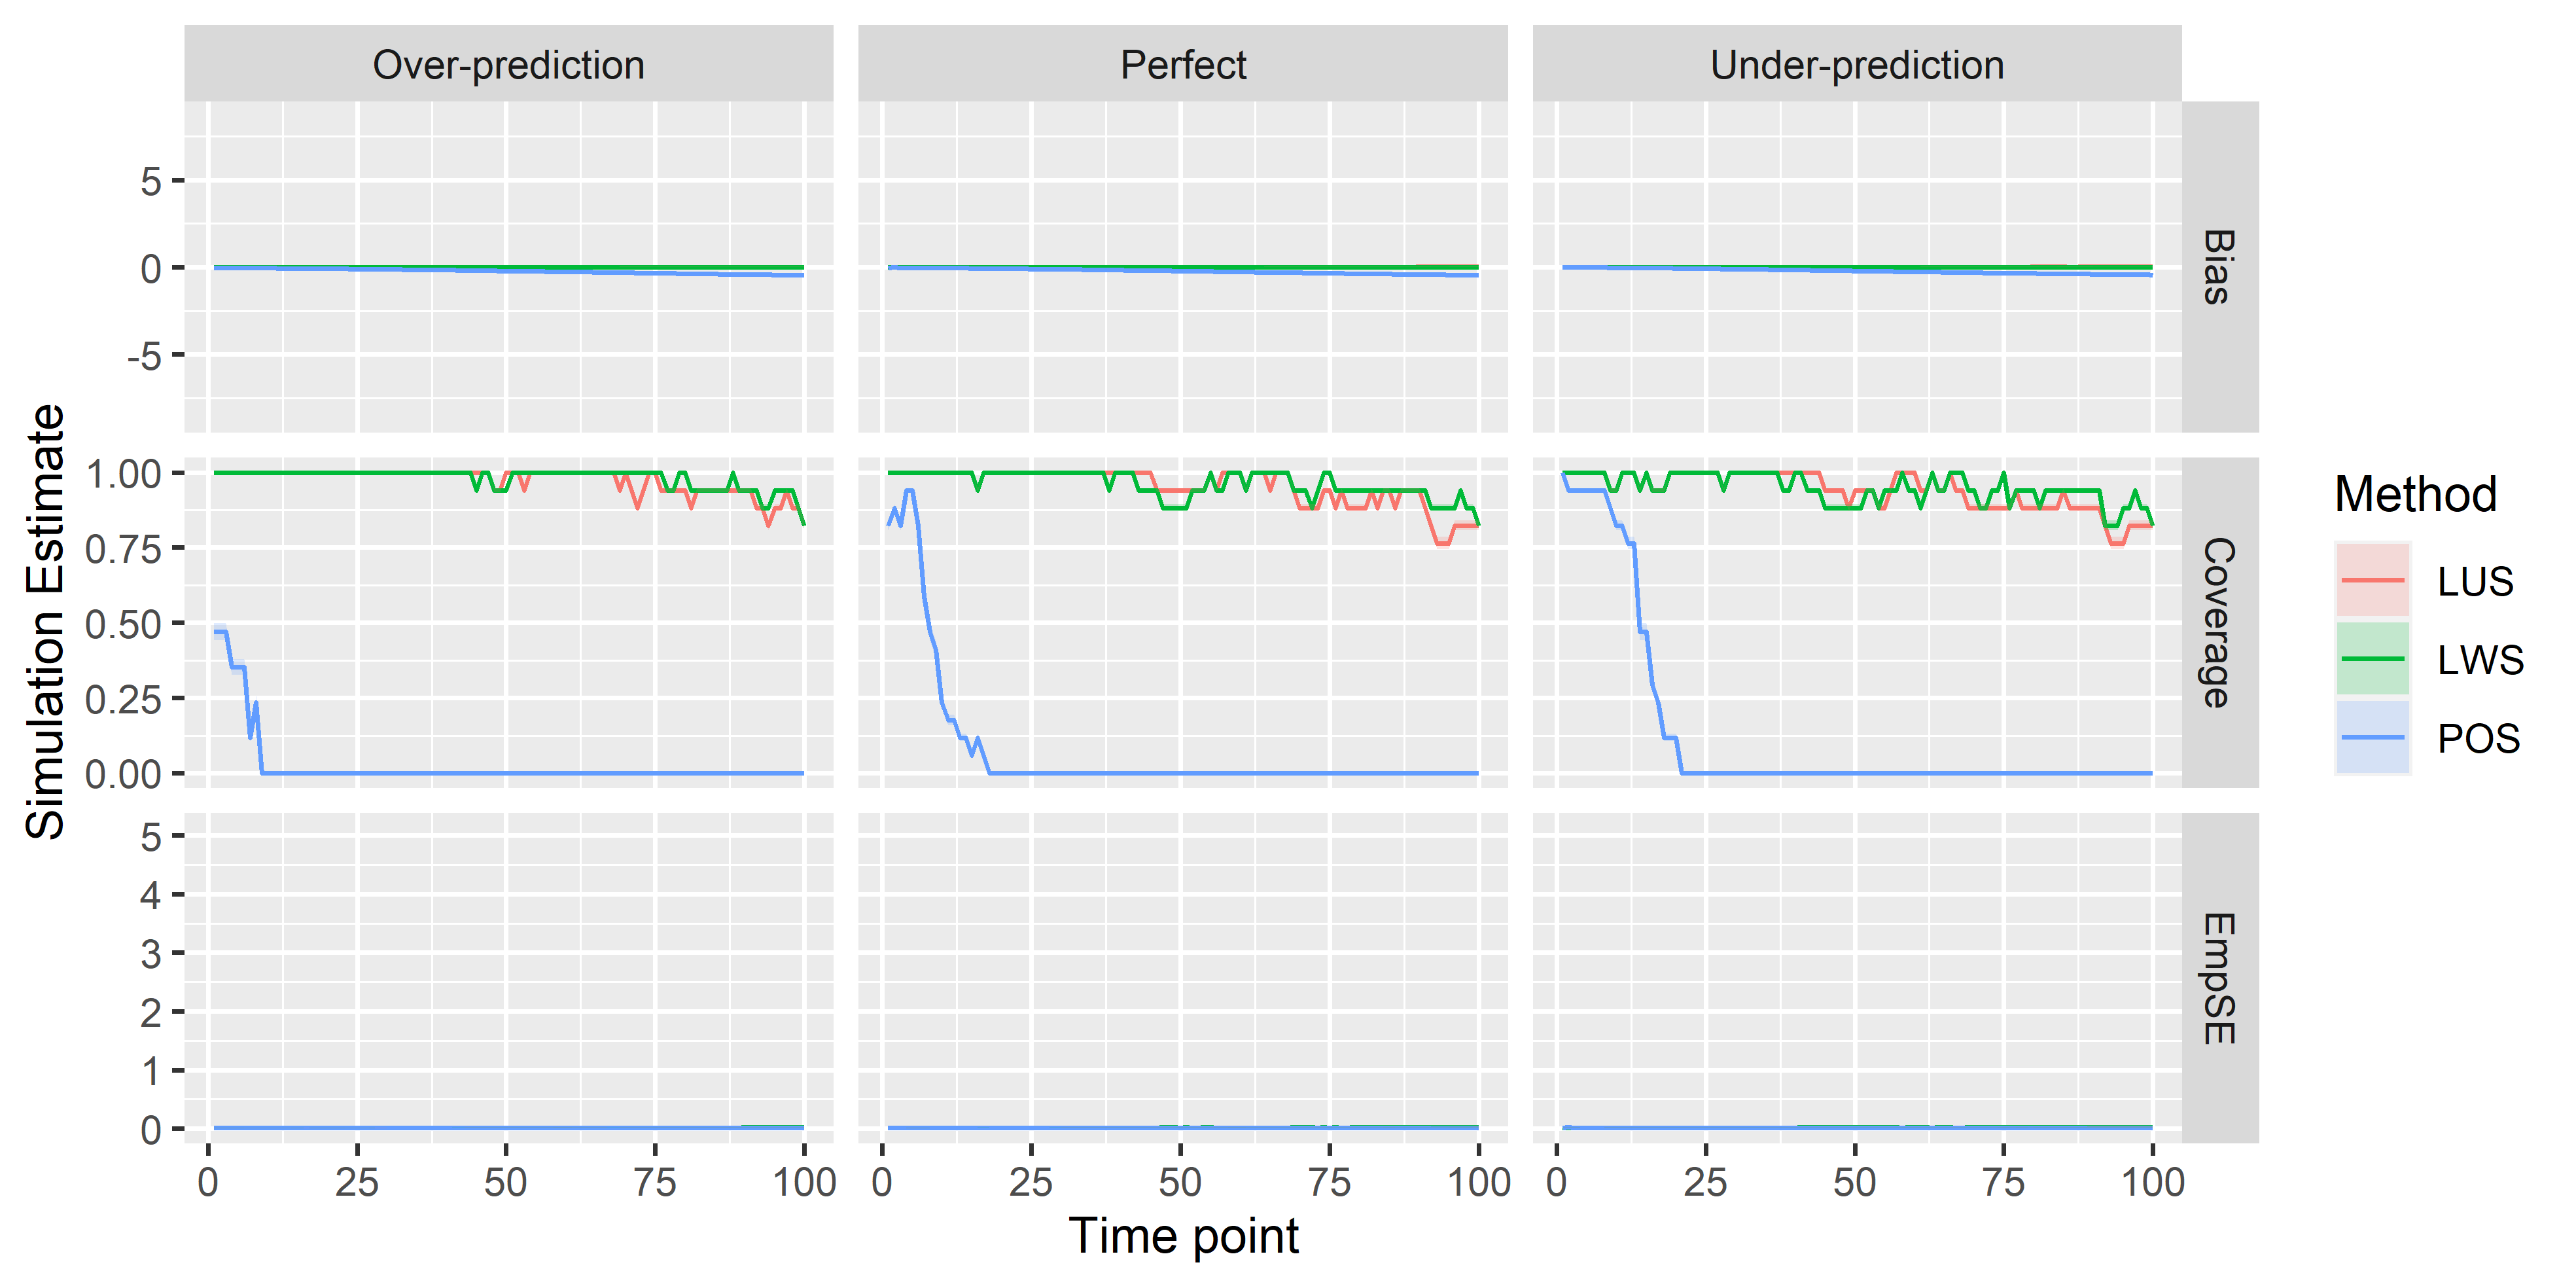 Over-prediction
Perfect
Under-prediction
5
0
-5
Bias
1.00
0.75
0.50
0.25
0.00
Coverage
5
4
3
2
1
0
EmpSE
0 25 50 75 100
0 25 50 75 100
0 25 50 75 100
Time point
Simulation Estimate
Method
LUS
LWS
POS